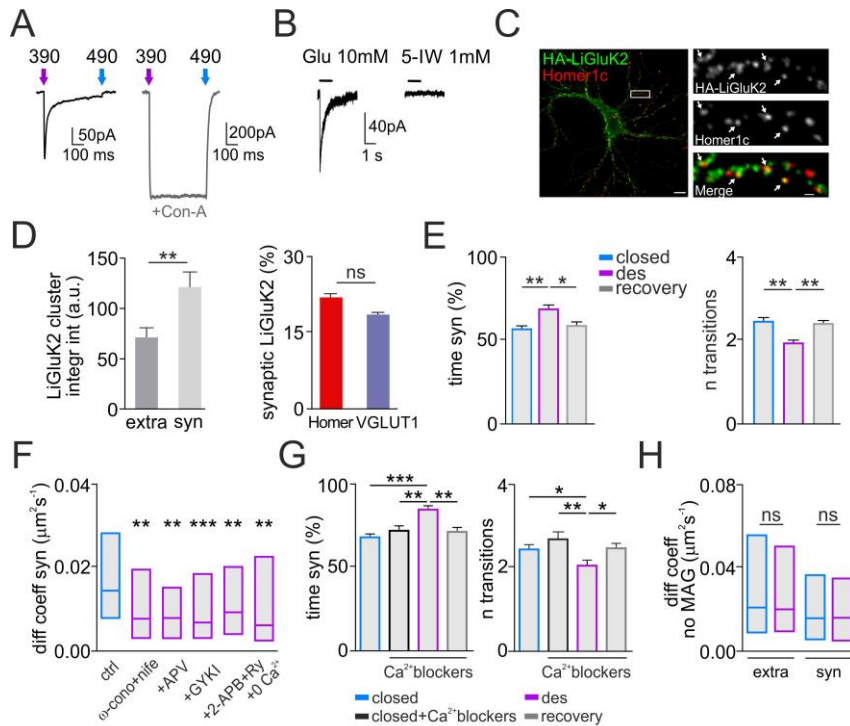 A
390 490 390 490
50pA
100 ms
200pA
100 ms
+Con-A
B
Glu 10mM 5-IW 1mM
40pA
1 s
C
HA-LiGluK2
Homer1c
HA-LiGluK2
Homer1c
Merge
D
LiGluK2 cluster
integr int (a.u.)
150
100
50
0
**
extra syn
synaptic LiGluK2 (%)
30
15
0
ns
Homer VGLUT1
E
time syn (%)
100
50
0
** *
closed
des
recovery
n transitions
4
2
0
** **
F
diff coeff syn (μm²s⁻¹)
0.04
0.02
0.00
** ** *** ** **
ctrl
ω-cono+nife
+APV
+GYKI
+2-APB+Ry
+0 Ca²⁺
G
time syn (%)
100
50
0
***
** **
Ca²⁺blockers
n transitions
4
2
0
*
** *
Ca²⁺blockers
closed
closed+Ca²⁺blockers
des
recovery
H
diff coeff
no MAG (μm²s⁻¹)
0.08
0.04
0.00
ns ns
extra syn